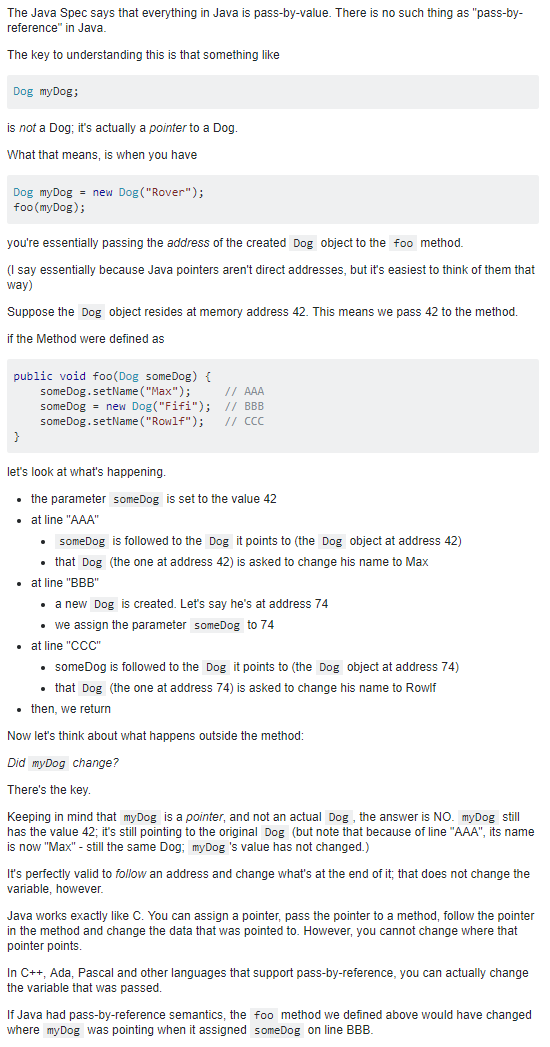 The Java Spec says that everything in Java is pass-by-value. There is no such thing as "pass-by-
reference" in Java.
The key to understanding this is that something like
Dog myDog;
is not a Dog; it's actually a pointer to a Dog.
What that means, is when you have
Dog myDog = new Dog("Rover");
foo(myDog);
you're essentially passing the address of the created Dog object to the foo method.
(I say essentially because Java pointers aren't direct addresses, but it's easiest to think of them that
way)
Suppose the Dog object resides at memory address 42. This means we pass 42 to the method.
if the Method were defined as
public void foo(Dog someDog) {
    someDog.setName("Max");     // AAA
    someDog = new Dog("Fifi");  // BBB
    someDog.setName("Rowlf");   // CCC
}
let's look at what's happening.
• the parameter someDog is set to the value 42
• at line "AAA"
• someDog is followed to the Dog it points to (the Dog object at address 42)
• that Dog (the one at address 42) is asked to change his name to Max
• at line "BBB"
• a new Dog is created. Let's say he's at address 74
• we assign the parameter someDog to 74
• at line "CCC"
• someDog is followed to the Dog it points to (the Dog object at address 74)
• that Dog (the one at address 74) is asked to change his name to Rowlf
• then, we return
Now let's think about what happens outside the method:
Did myDog change?
There's the key.
Keeping in mind that myDog is a pointer, and not an actual Dog , the answer is NO. myDog still
has the value 42; it's still pointing to the original Dog (but note that because of line "AAA", its name
is now "Max" - still the same Dog; myDog 's value has not changed.)
It's perfectly valid to follow an address and change what's at the end of it; that does not change the
variable, however.
Java works exactly like C. You can assign a pointer, pass the pointer to a method, follow the pointer
in the method and change the data that was pointed to. However, you cannot change where that
pointer points.
In C++, Ada, Pascal and other languages that support pass-by-reference, you can actually change
the variable that was passed.
If Java had pass-by-reference semantics, the foo method we defined above would have changed
where myDog was pointing when it assigned someDog on line BBB.